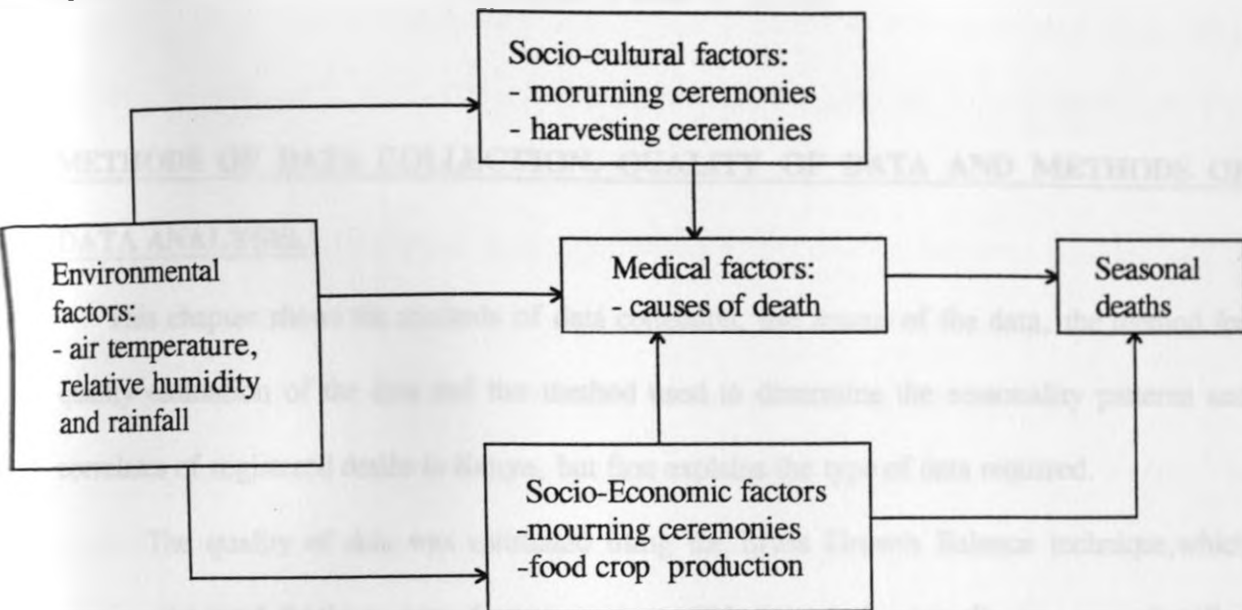 Socio-cultural factors:
- morurning ceremonies
- harvesting ceremonies
METHODS OF DATA COLLECTION, QUALITY OF DATA AND METHODS OF
DATA ANALYSIS.
Environmental
factors:
- air temperature,
relative humidity
and rainfall
Medical factors:
- causes of death
Seasonal
deaths
This chapter shows the methods of data collection, the of the data, the method for
quality of the data and the method used to determine the seasonality patterns and
of registered deaths in Kenya, but first explains the type of data required.
Socio-Economic factors
-mourning ceremonies
-food crop production
The quality of data was estimated using the Brass Growth Balance technique,which